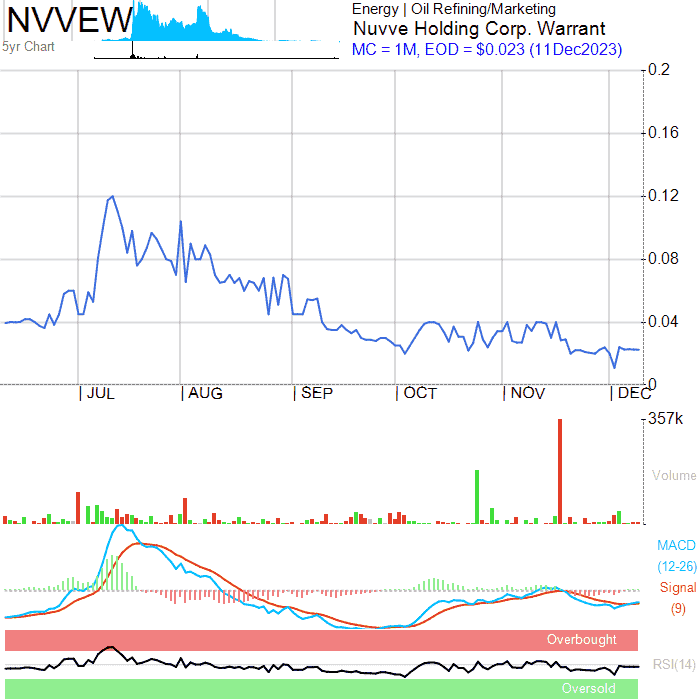 NVVEW
5yr Chart
Energy | Oil Refining/Marketing
Nuvve Holding Corp. Warrant
MC = 1M, EOD = $0.023 (11Dec2023)
0.2
0.16
0.12
0.08
0.04
0
| JUL | AUG | SEP | OCT | NOV | DEC
357k
Volume
MACD
(12-26)
Signal
(9)
Overbought
RSI(14)
Oversold